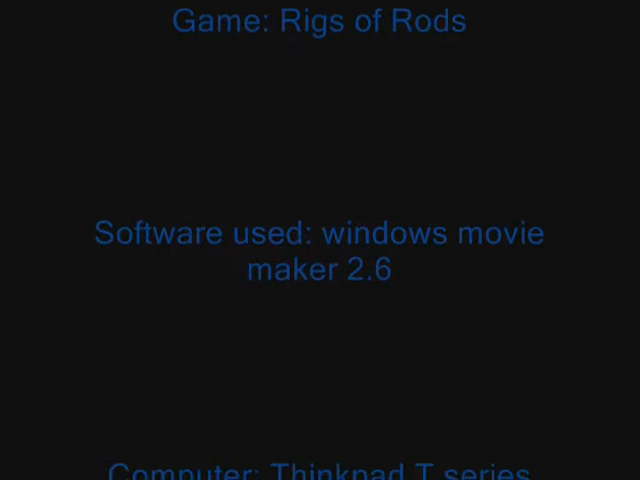 Game: Rigs of Rods
Software used: windows movie
maker 2.6
Computer: Thinkpad T series